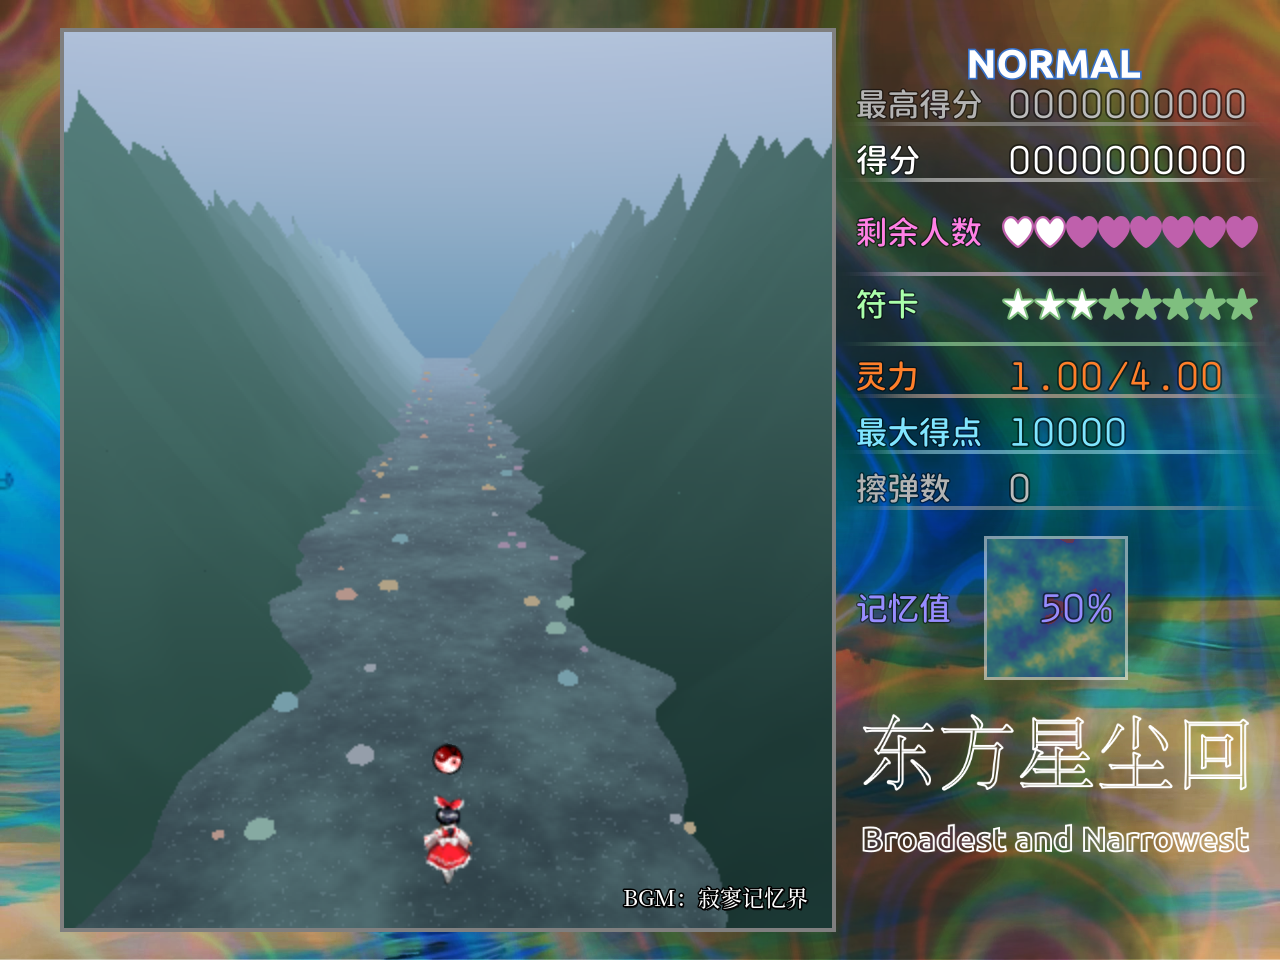 NORMAL
最高得分 0000000000
得分 0000000000
剩余人数
符卡
灵力 1.00/4.00
最大得点 10000
擦弹数 0
记忆值 50%
东方星尘回
Broadest and Narrowest
BGM：寂寥记忆界